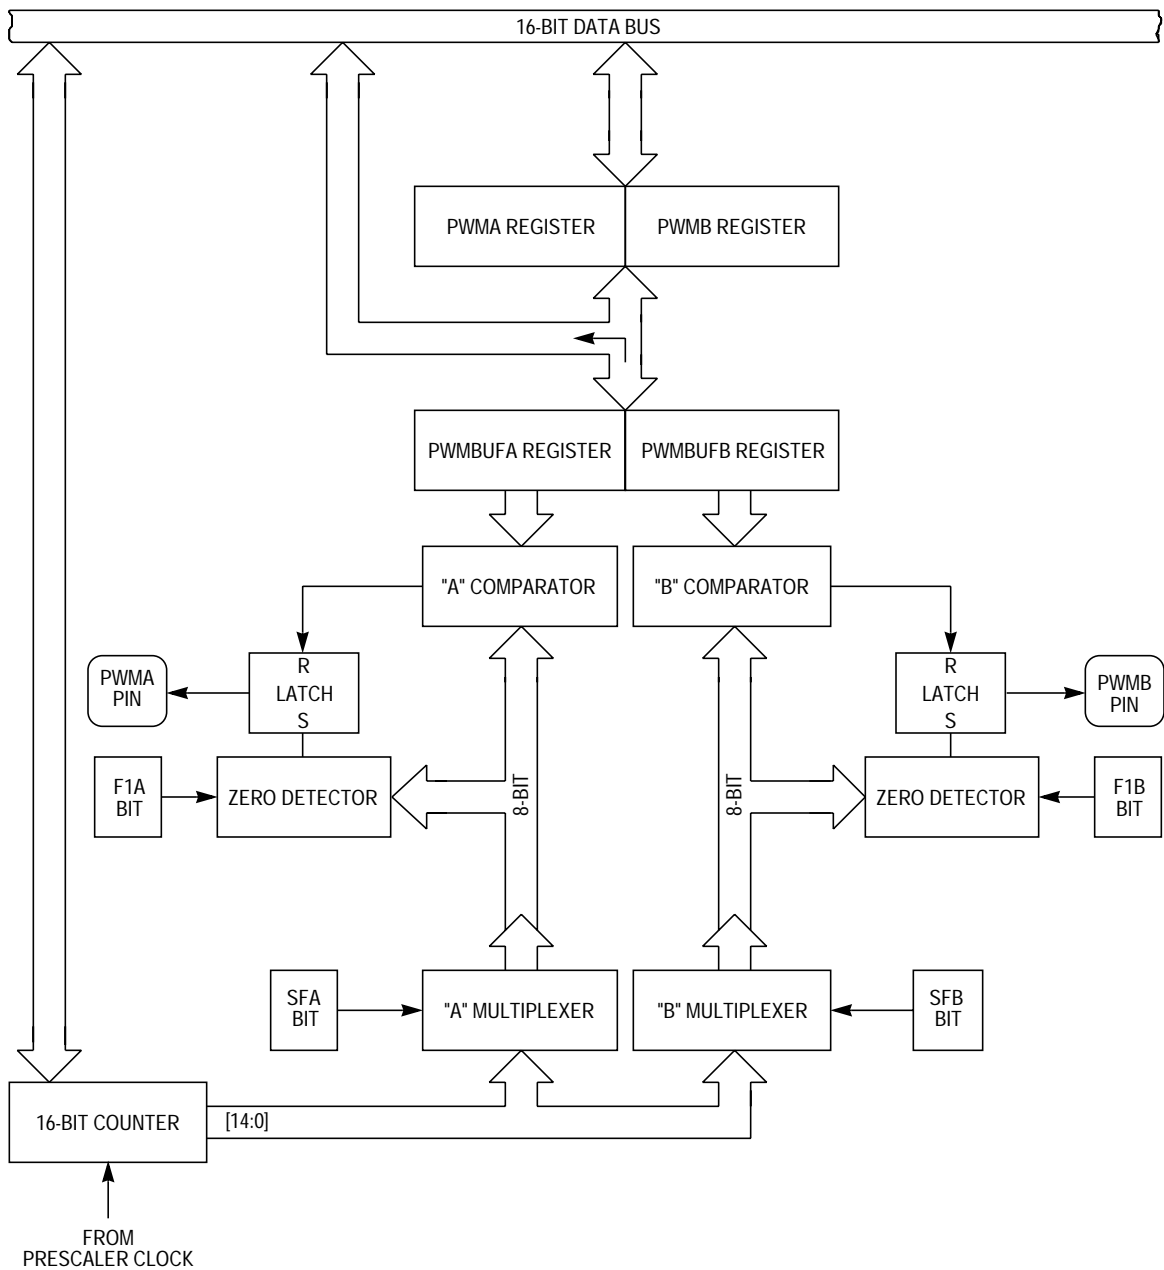 16-BIT DATA BUS
PWMA REGISTER
PWMB REGISTER
PWMBUFA REGISTER
PWMBUFB REGISTER
"A" COMPARATOR
"B" COMPARATOR
R
LATCH
S
R
LATCH
S
PWMA
PIN
PWMB
PIN
F1A
BIT
ZERO DETECTOR
8-BIT
8-BIT
ZERO DETECTOR
F1B
BIT
SFA
BIT
"A" MULTIPLEXER
"B" MULTIPLEXER
SFB
BIT
16-BIT COUNTER
[14:0]
FROM
PRESCALER CLOCK